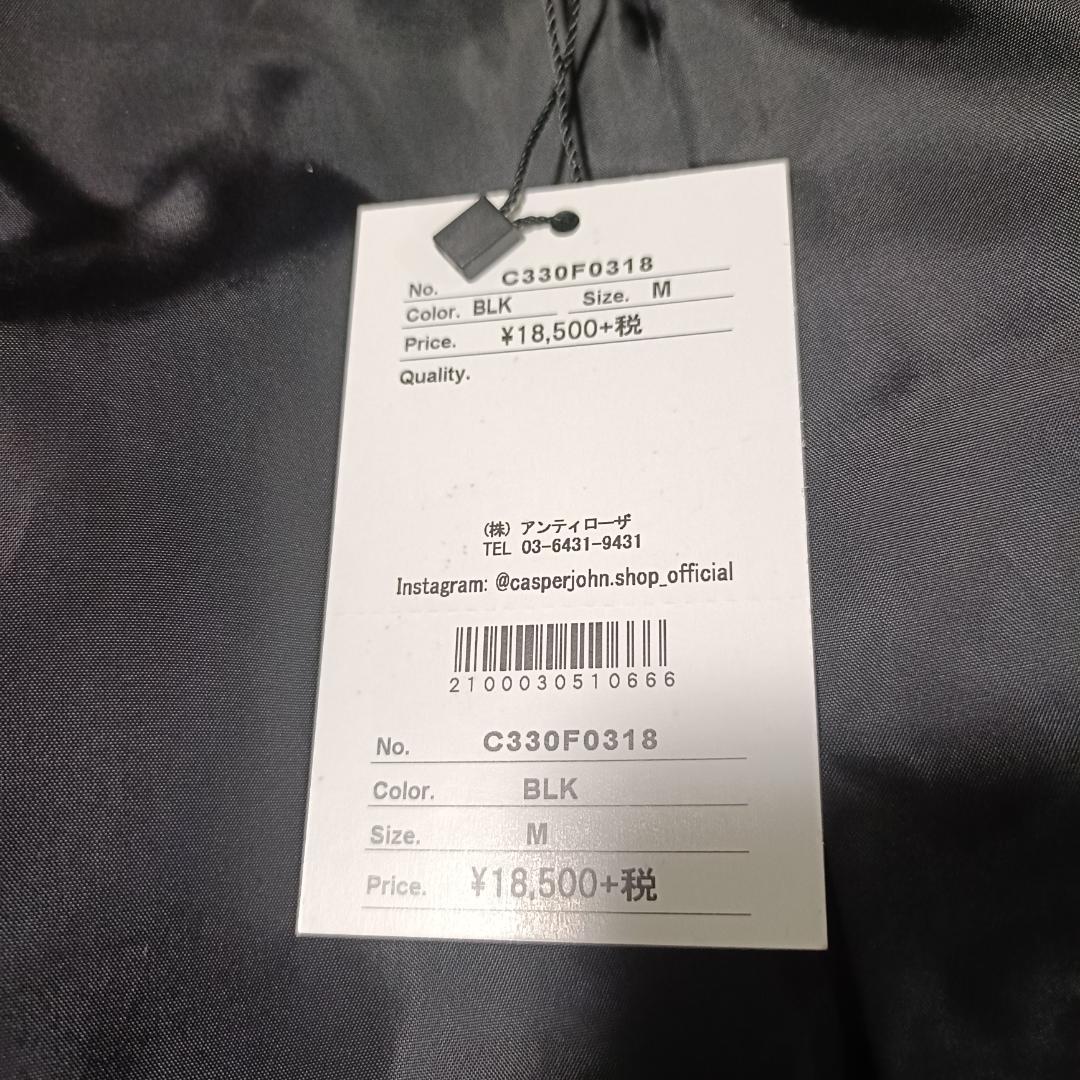 No. C330F0318
Color. BLK Size. M
Price. ¥18,500+税
Quality.
(株) アンティローザ
TEL 03-6431-9431
Instagram: @casperjohn.shop_official
2100030510666
No. C330F0318
Color. BLK
Size. M
Price. ¥18,500+税